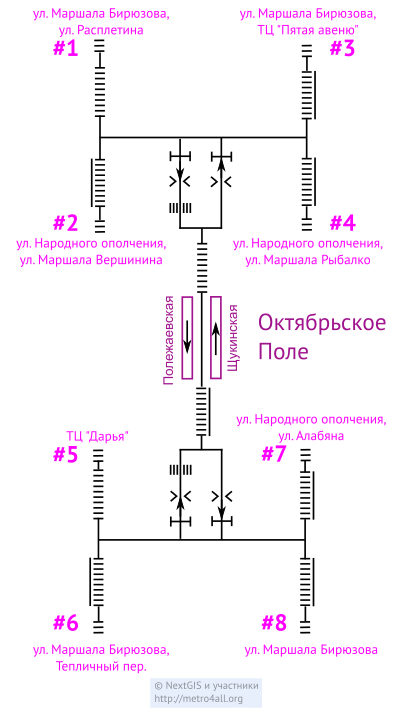 ул. Маршала Бирюзова,
ул. Расплетина
#1
ул. Маршала Бирюзова,
ТЦ "Пятая авеню"
#3
#2
ул. Народного ополчения,
ул. Маршала Вершинина
#4
ул. Народного ополчения,
ул. Маршала Рыбалко
Полежаевская
Щукинская
Октябрьское
Поле
ТЦ "Дарья"
#5
ул. Народного ополчения,
ул. Алабяна
#7
#6
ул. Маршала Бирюзова,
Тепличный пер.
#8
ул. Маршала Бирюзова
© NextGIS и участники
http://metro4all.org